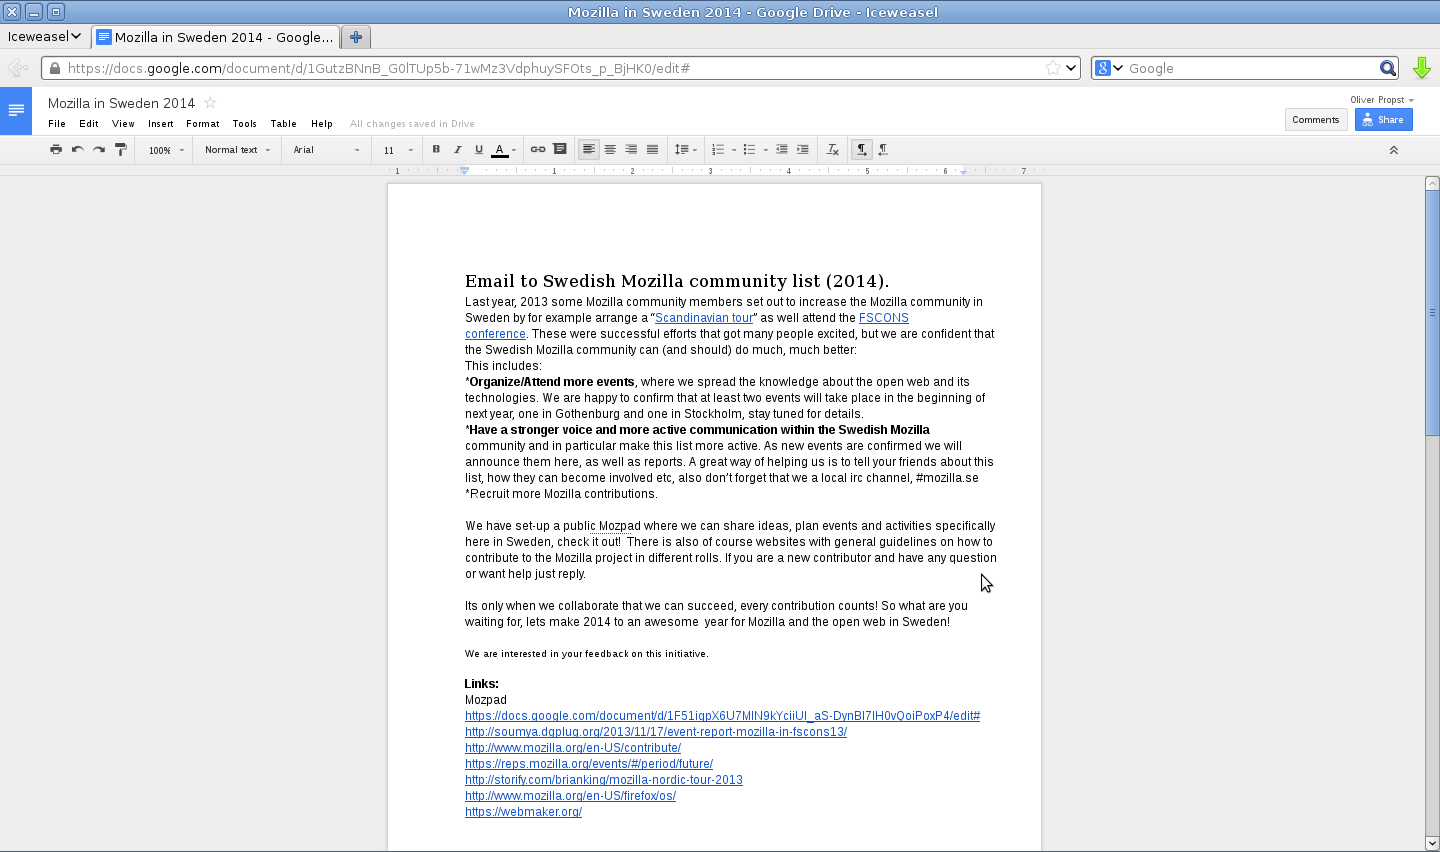 Mozilla in Sweden 2014 - Google Drive - Iceweasel
Iceweasel
Mozilla in Sweden 2014 - Google...
https://docs.google.com/document/d/1GutzBNnB_G0lTUp5b-71wMz3VdphuySFOts_p_BjHK0/edit#
Google
Mozilla in Sweden 2014
Oliver Propst
File Edit View Insert Format Tools Table Help All changes saved in Drive
Comments
Share
100% Normal text Arial 11 B I U A
1 1 2 3 4 5 6 7
Email to Swedish Mozilla community list (2014).
Last year, 2013 some Mozilla community members set out to increase the Mozilla community in
Sweden by for example arrange a “Scandinavian tour” as well attend the FSCONS
conference. These were successful efforts that got many people excited, but we are confident that
the Swedish Mozilla community can (and should) do much, much better:
This includes:
*Organize/Attend more events, where we spread the knowledge about the open web and its
technologies. We are happy to confirm that at least two events will take place in the beginning of
next year, one in Gothenburg and one in Stockholm, stay tuned for details.
*Have a stronger voice and more active communication within the Swedish Mozilla
community and in particular make this list more active. As new events are confirmed we will
announce them here, as well as reports. A great way of helping us is to tell your friends about this
list, how they can become involved etc, also don’t forget that we a local irc channel, #mozilla.se
*Recruit more Mozilla contributions.
We have set-up a public Mozpad where we can share ideas, plan events and activities specifically
here in Sweden, check it out!  There is also of course websites with general guidelines on how to
contribute to the Mozilla project in different rolls. If you are a new contributor and have any question
or want help just reply.
Its only when we collaborate that we can succeed, every contribution counts! So what are you
waiting for, lets make 2014 to an awesome  year for Mozilla and the open web in Sweden!
We are interested in your feedback on this initiative.
Links:
Mozpad
https://docs.google.com/document/d/1F51iqpX6U7MlN9kYciiUI_aS-DynBI7lH0vQoiPoxP4/edit#
http://soumya.dgplug.org/2013/11/17/event-report-mozilla-in-fscons13/
http://www.mozilla.org/en-US/contribute/
https://reps.mozilla.org/events/#/period/future/
http://storify.com/brianking/mozilla-nordic-tour-2013
http://www.mozilla.org/en-US/firefox/os/
https://webmaker.org/